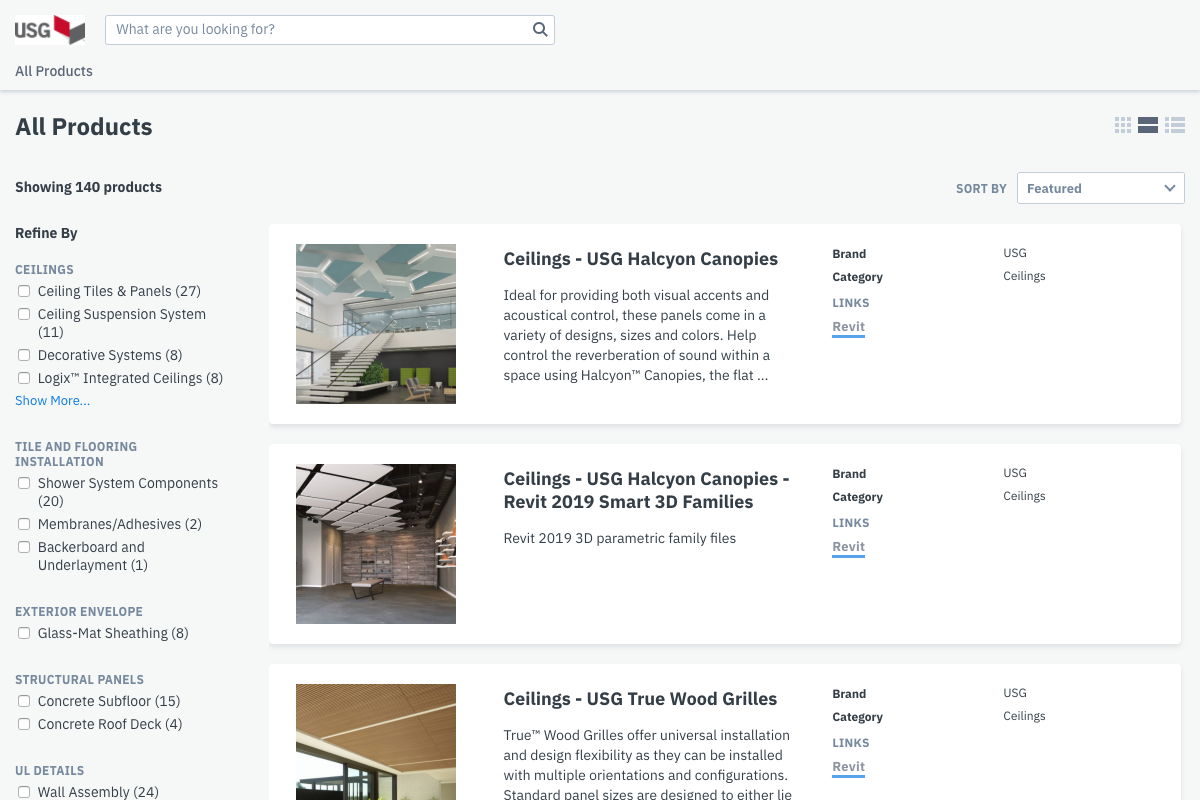 USG
What are you looking for?
All Products
All Products
Showing 140 products
SORT BY
Featured
Refine By
CEILINGS
Ceiling Tiles & Panels (27)
Ceiling Suspension System
(11)
Decorative Systems (8)
Logix™ Integrated Ceilings (8)
Show More...
TILE AND FLOORING
INSTALLATION
Shower System Components
(20)
Membranes/Adhesives (2)
Backerboard and
Underlayment (1)
EXTERIOR ENVELOPE
Glass-Mat Sheathing (8)
STRUCTURAL PANELS
Concrete Subfloor (15)
Concrete Roof Deck (4)
UL DETAILS
Wall Assembly (24)
Ceilings - USG Halcyon Canopies
Ideal for providing both visual accents and
acoustical control, these panels come in a
variety of designs, sizes and colors. Help
control the reverberation of sound within a
space using Halcyon™ Canopies, the flat ...
Brand
USG
Category
Ceilings
LINKS
Revit
Ceilings - USG Halcyon Canopies -
Revit 2019 Smart 3D Families
Revit 2019 3D parametric family files
Brand
USG
Category
Ceilings
LINKS
Revit
Ceilings - USG True Wood Grilles
True™ Wood Grilles offer universal installation
and design flexibility as they can be installed
with multiple orientations and configurations.
Standard panel sizes are designed to either lie
Brand
USG
Category
Ceilings
LINKS
Revit